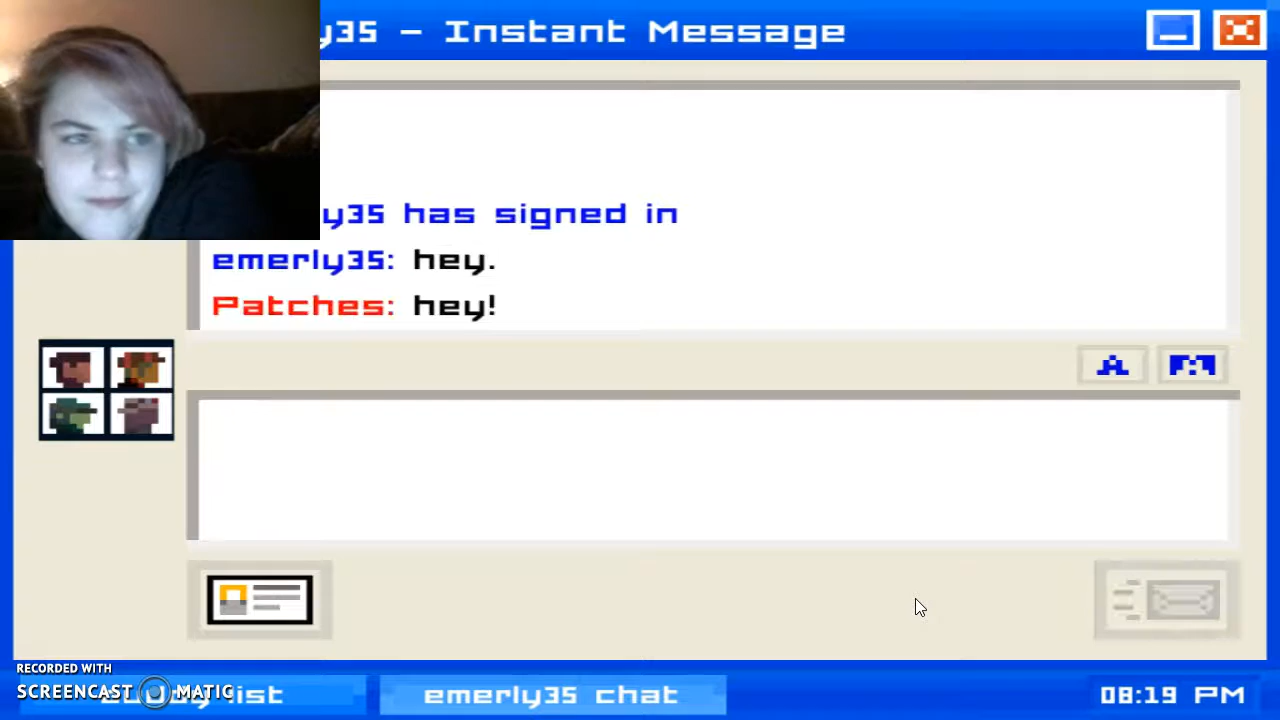 y35 - Instant Message
y35 has signed in
emerly35: hey.
Patches: hey!
A
RECORDED WITH
SCREENCAST MATIC
list
emerly35 chat
08:19 PM